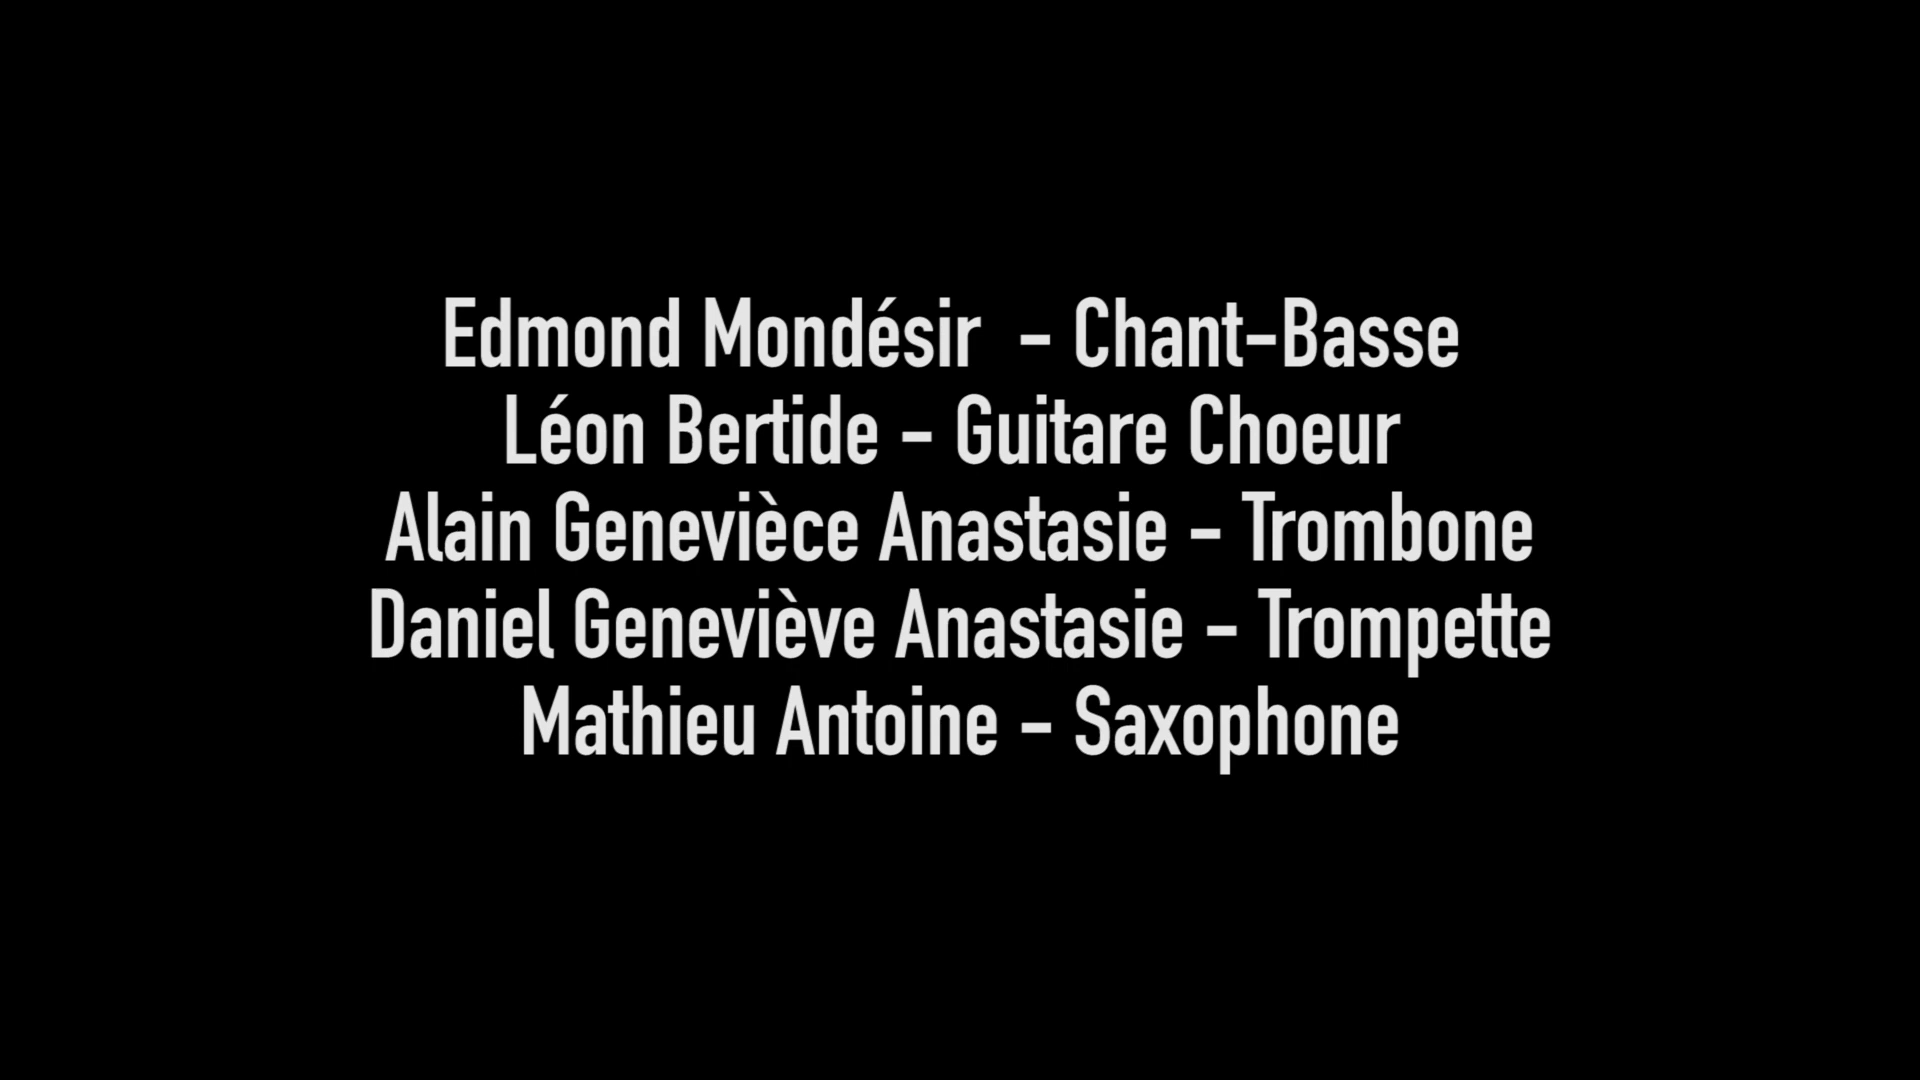 Edmond Mondésir  - Chant-Basse
Léon Bertide - Guitare Choeur
Alain Genevièce Anastasie - Trombone
Daniel Geneviève Anastasie - Trompette
Mathieu Antoine - Saxophone